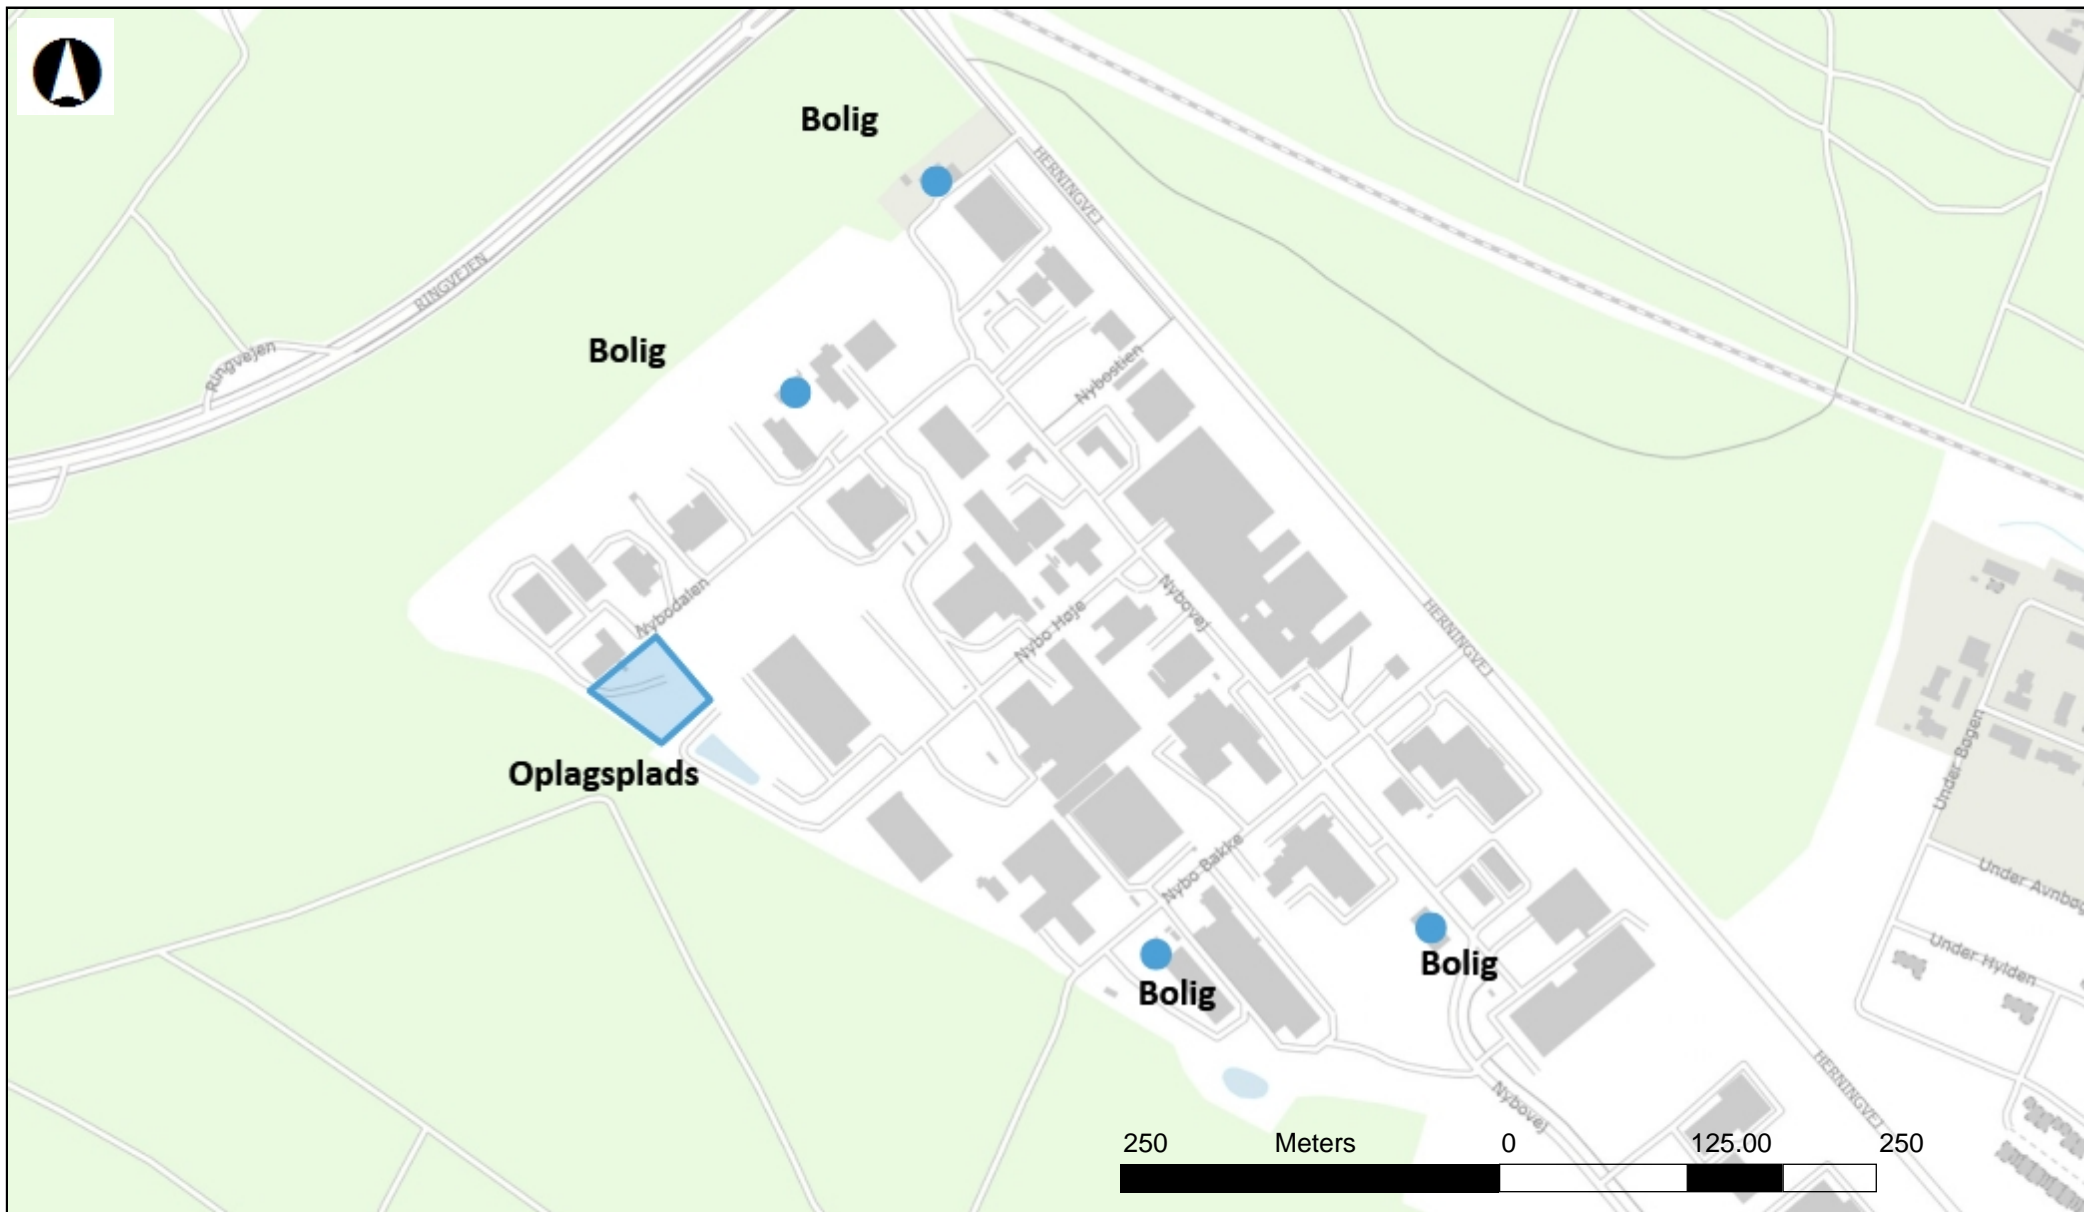 Bolig
HERNINGVEJ
RINGVEJEN
Bolig
Ringvejen
Nybostien
Nybodalen
Nybovej
Nybo Høje
HERNINGVEJ
Under Bøgen
Oplagsplads
Nybo Bakke
Under Avnbøg
Under Hylden
Bolig
Bolig
HERNINGVEJ
Nybovej
250 Meters 0 125.00 250